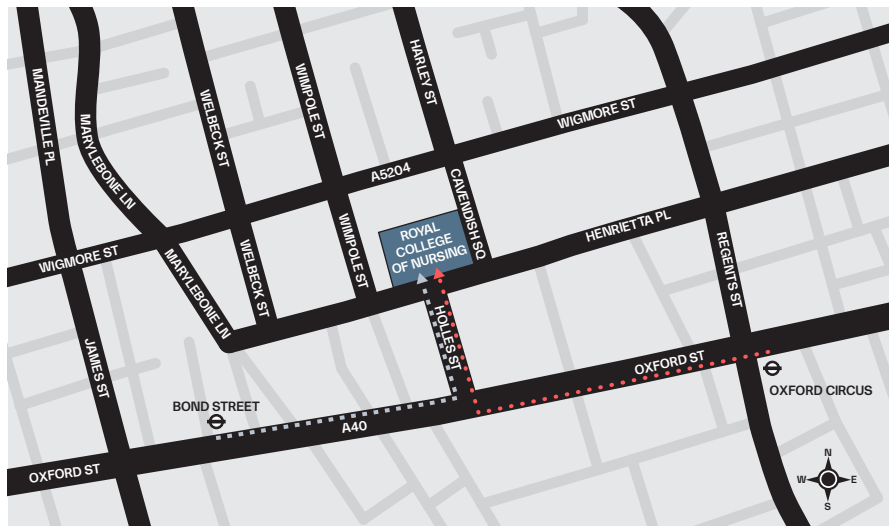 MANDEVILLE PL
MARYLEBONE LN
WELBECK ST
WIMPOLE ST
HARLEY ST
WIGMORE ST
A5204
CAVENDISH SQ
WIMPOLE ST
ROYAL
COLLEGE
OF NURSING
HENRIETTA PL
WIGMORE ST
MARYLEBONE LN
WELBECK ST
REGENTS ST
HOLLES ST
JAMES ST
OXFORD ST
OXFORD CIRCUS
BOND STREET
A40
OXFORD ST
N
W
E
S